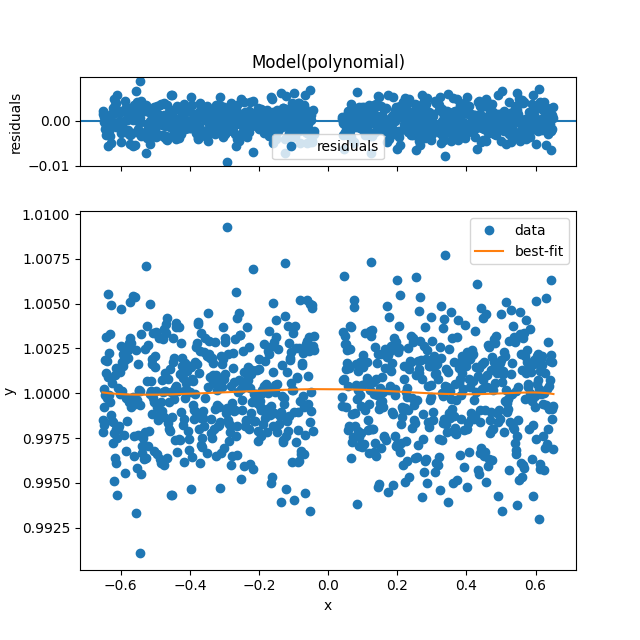 Model(polynomial)
residuals
0.00
−0.01
residuals
1.0100
1.0075
1.0050
1.0025
1.0000
0.9975
0.9950
0.9925
y
data
best-fit
−0.6 −0.4 −0.2 0.0 0.2 0.4 0.6
x